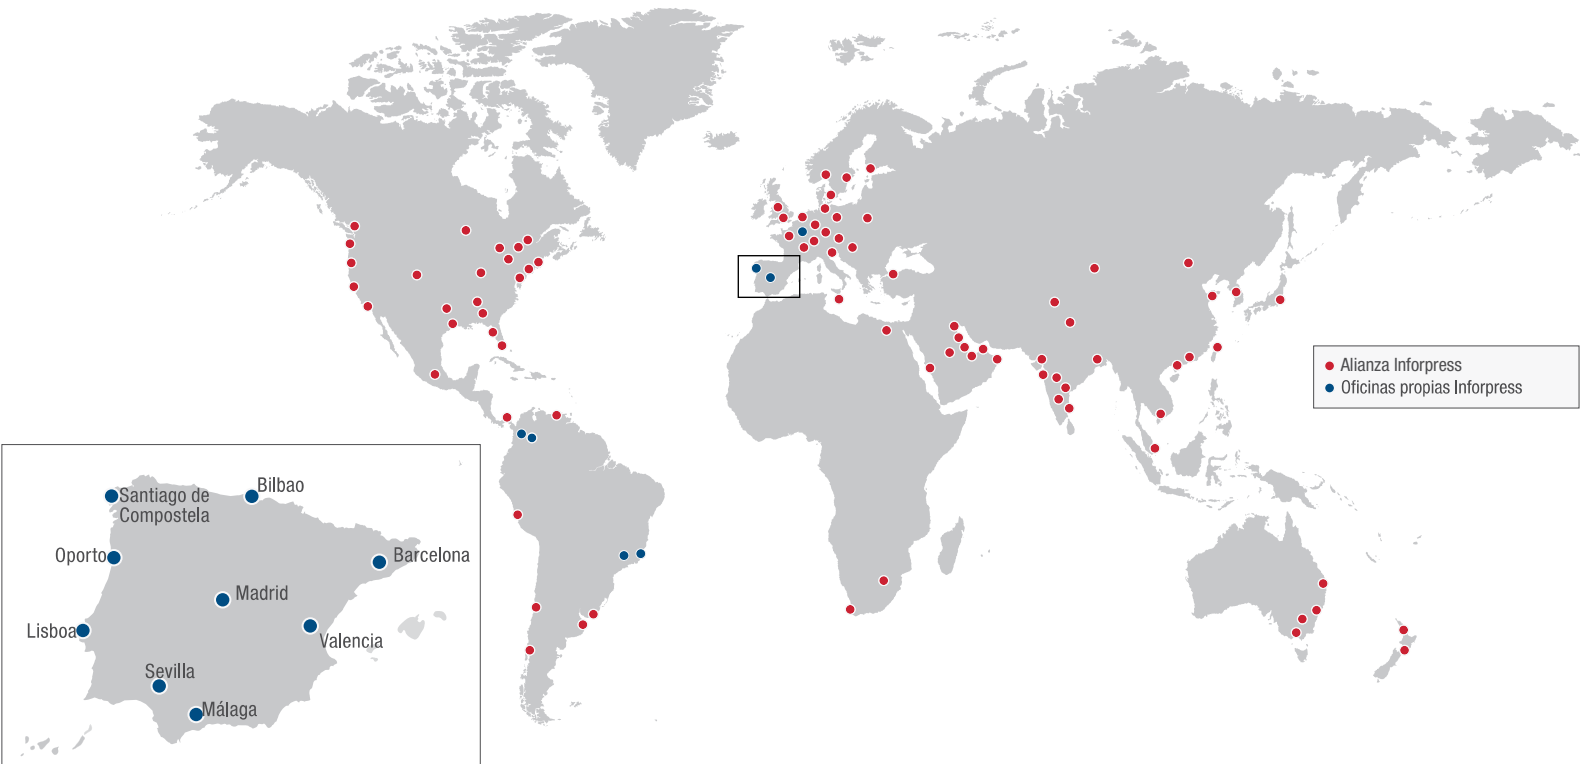 Alianza Inforpress
Oficinas propias Inforpress
Bilbao
Santiago de
Compostela
Oporto
Barcelona
Madrid
Lisboa
Valencia
Sevilla
Málaga